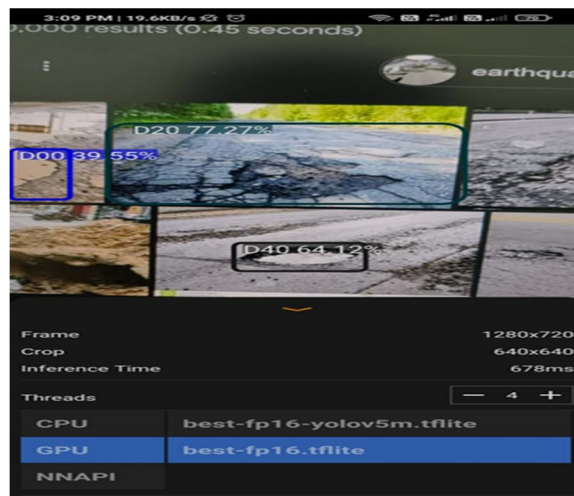 3:09 PM | 19.6KB/s
0.000 results (0.45 seconds)
earthqua
D20 77.27%
D00 39.55%
D40 64.12%
Frame 1280x720
Crop 640x640
Inference Time 678ms
Threads — 4 +
CPU best-fp16-yolov5m.tflite
GPU best-fp16.tflite
NNAPI